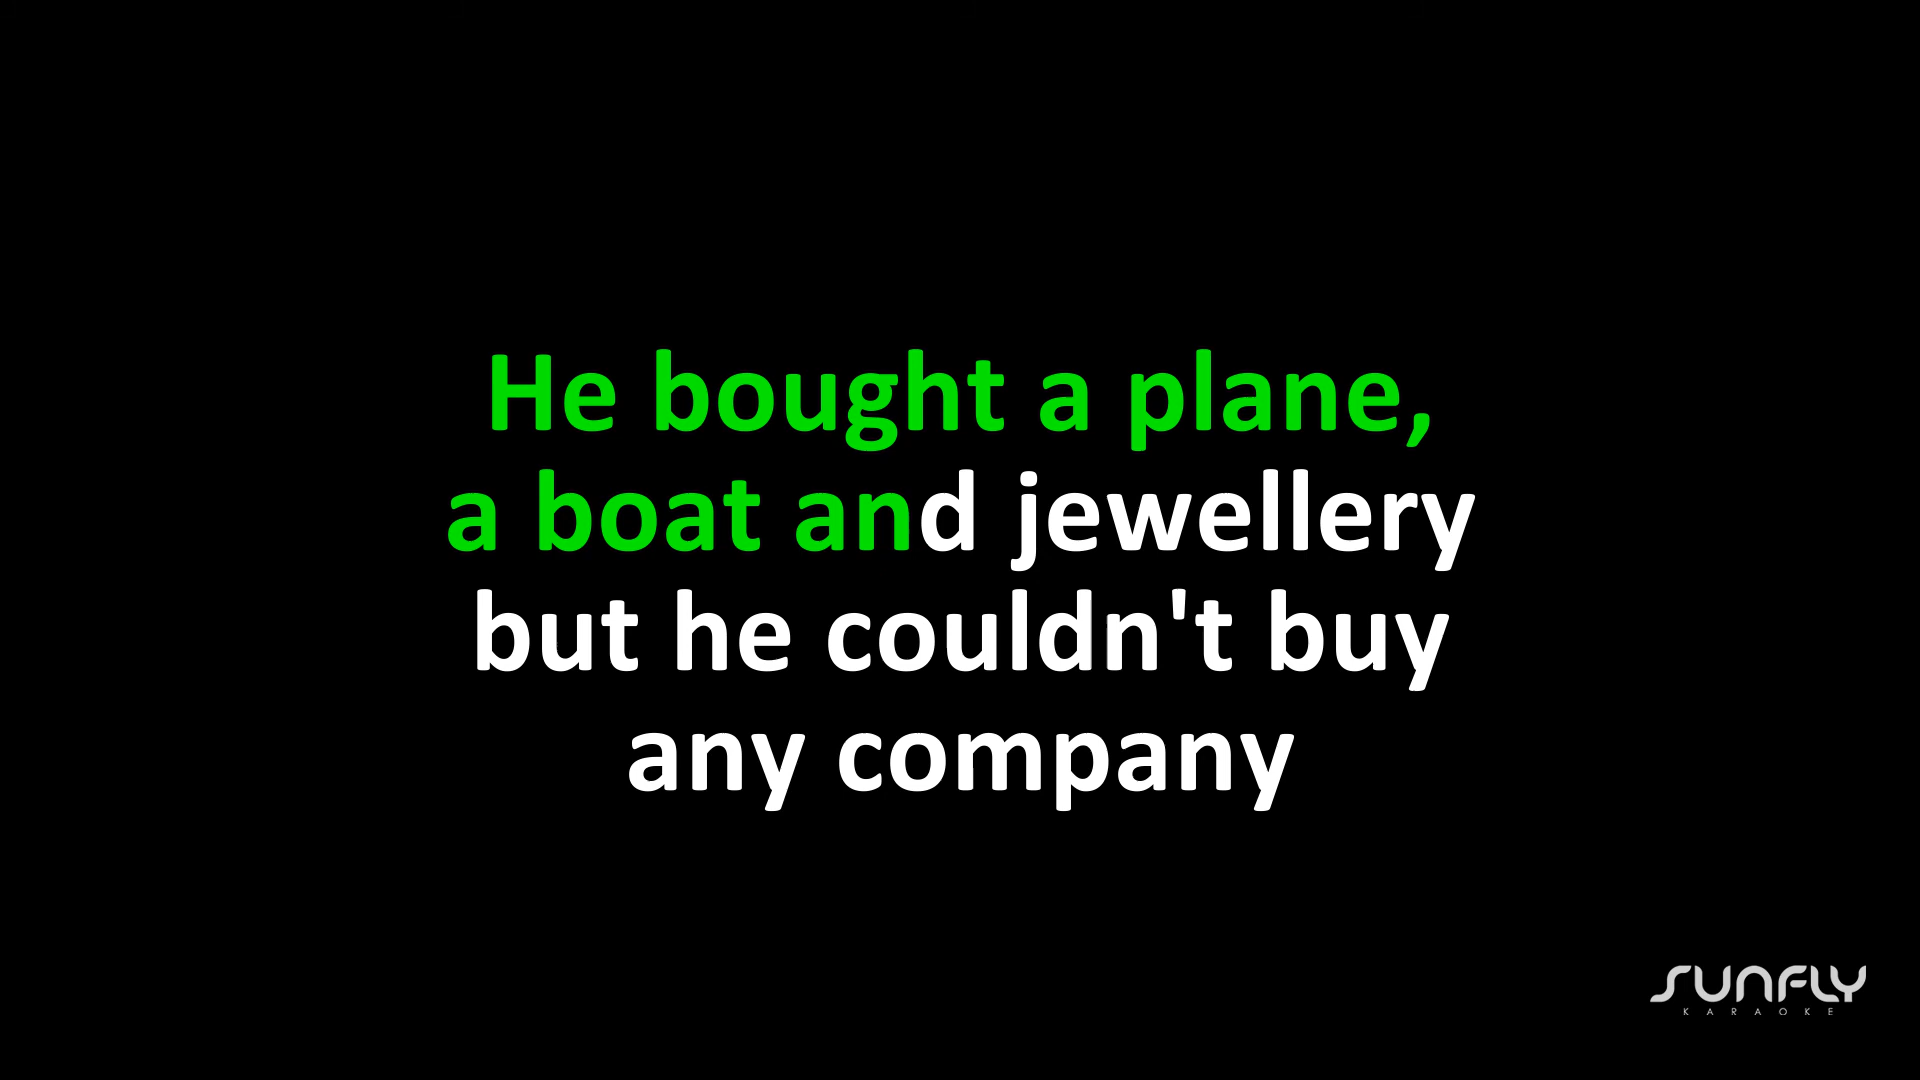 He bought a plane,
a boat and jewellery
but he couldn't buy
any company
SUNFLY
KARAOKE